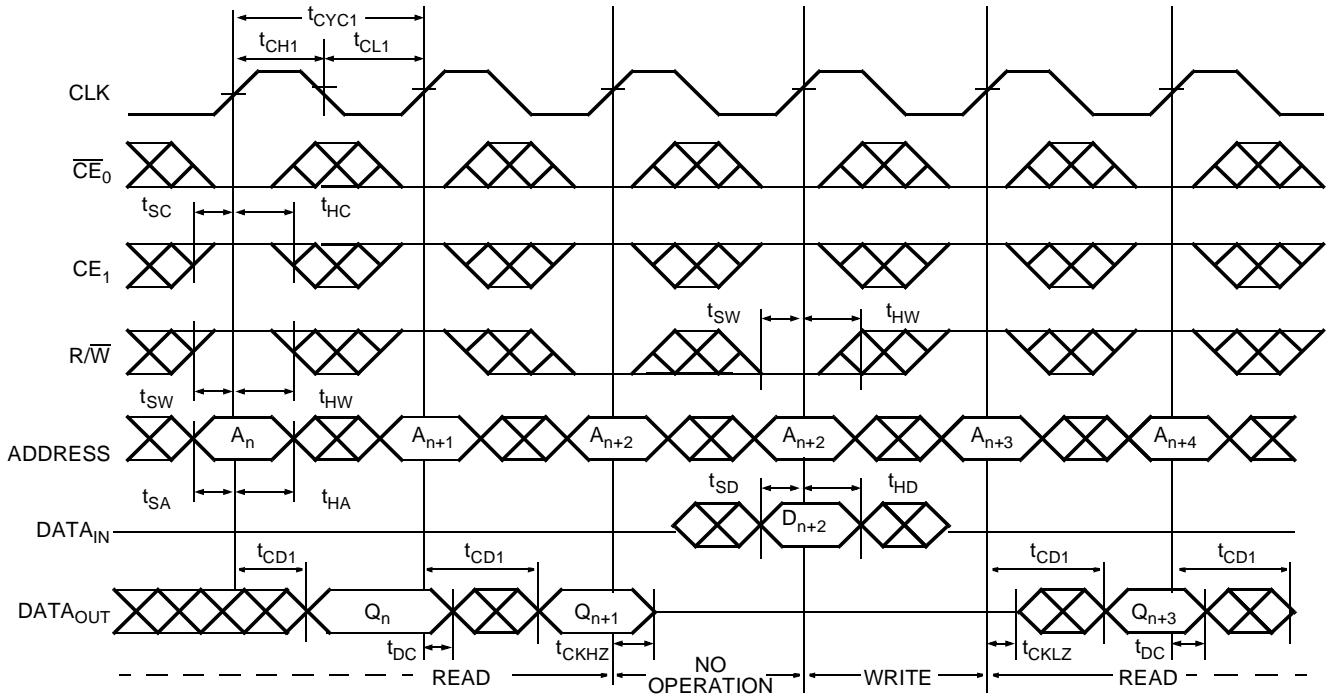 tCYC1
tCH1 tCL1
CLK
CE0
tSC tHC
CE1
tSW tHW
R/W
tSW tHW
An An+1 An+2 An+2 An+3 An+4
ADDRESS
tSA tHA tSD tHD
DATAIN Dn+2
tCD1 tCD1 tCD1 tCD1
DATAOUT Qn Qn+1 Qn+3
tDC tCKHZ tCKLZ tDC
READ NO OPERATION WRITE READ